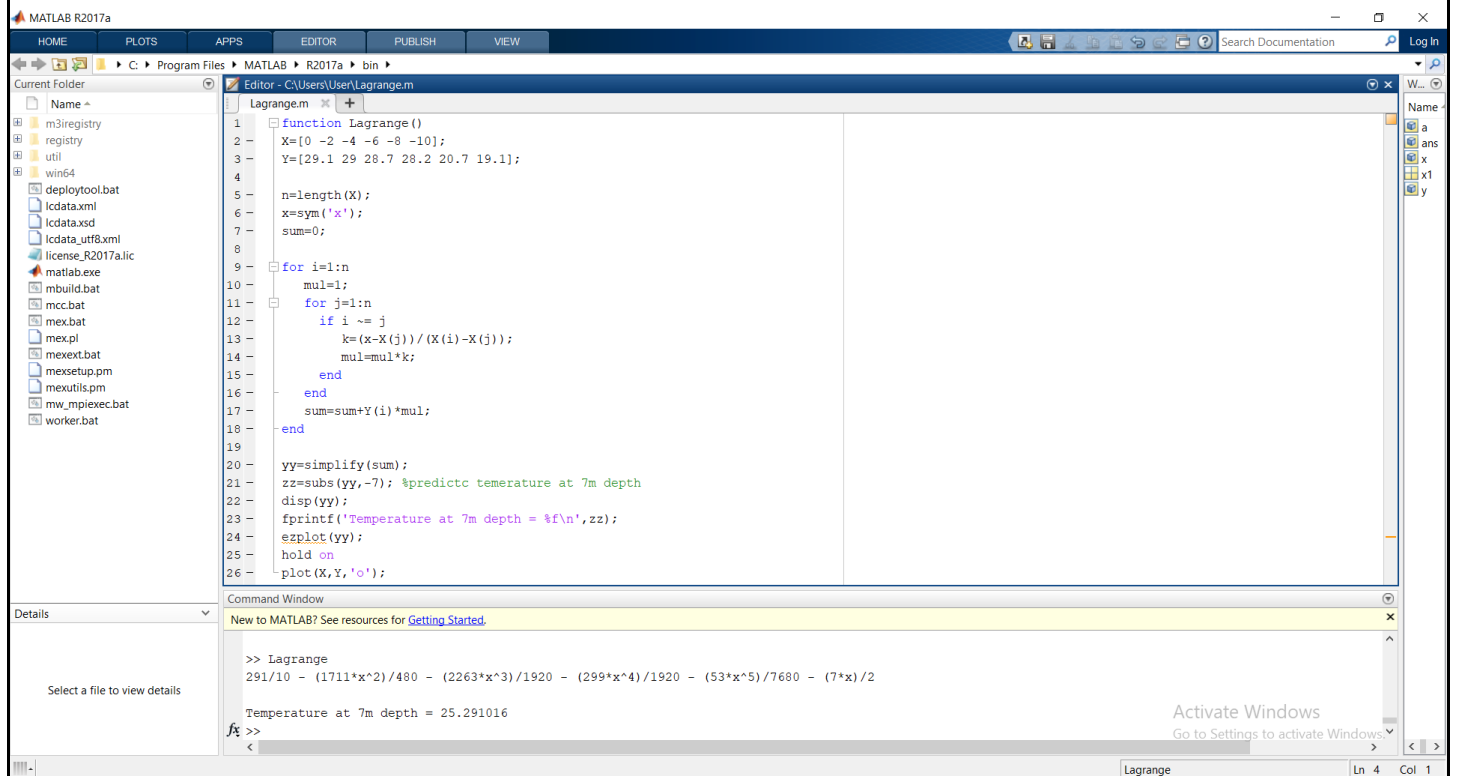 MATLAB R2017a
HOME PLOTS APPS EDITOR PUBLISH VIEW Search Documentation Log In
C: Program Files MATLAB R2017a bin
Current Folder
Name
m3iregistry
registry
util
win64
deploytool.bat
lcdata.xml
lcdata.xsd
lcdata_utf8.xml
license_R2017a.lic
matlab.exe
mbuild.bat
mcc.bat
mex.bat
mex.pl
mexext.bat
mexsetup.pm
mexutils.pm
mw_mpiexec.bat
worker.bat
Details
Select a file to view details
Editor - C:\Users\User\Lagrange.m
Lagrange.m
1 function Lagrange()
2 – X=[0 -2 -4 -6 -8 -10];
3 – Y=[29.1 29 28.7 28.2 20.7 19.1];
4
5 – n=length(X);
6 – x=sym('x');
7 – sum=0;
8
9 – for i=1:n
10 – mul=1;
11 – for j=1:n
12 – if i ~= j
13 – k=(x-X(j))/(X(i)-X(j));
14 – mul=mul*k;
15 – end
16 – end
17 – sum=sum+Y(i)*mul;
18 – end
19
20 – yy=simplify(sum);
21 – zz=subs(yy,-7); %predictc temerature at 7m depth
22 – disp(yy);
23 – fprintf('Temperature at 7m depth = %f\n',zz);
24 – ezplot(yy);
25 – hold on
26 – plot(X,Y,'o');
Command Window
New to MATLAB? See resources for Getting Started.
>> Lagrange
291/10 - (1711*x^2)/480 - (2263*x^3)/1920 - (299*x^4)/1920 - (53*x^5)/7680 - (7*x)/2
Temperature at 7m depth = 25.291016
fx >>
W...
Name
a
ans
x
x1
y
Activate Windows
Go to Settings to activate Windows.
Lagrange Ln 4 Col 1